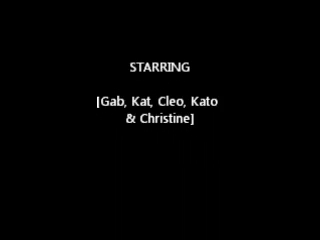 STARRING
[Gab, Kat, Cleo, Kato
& Christine]